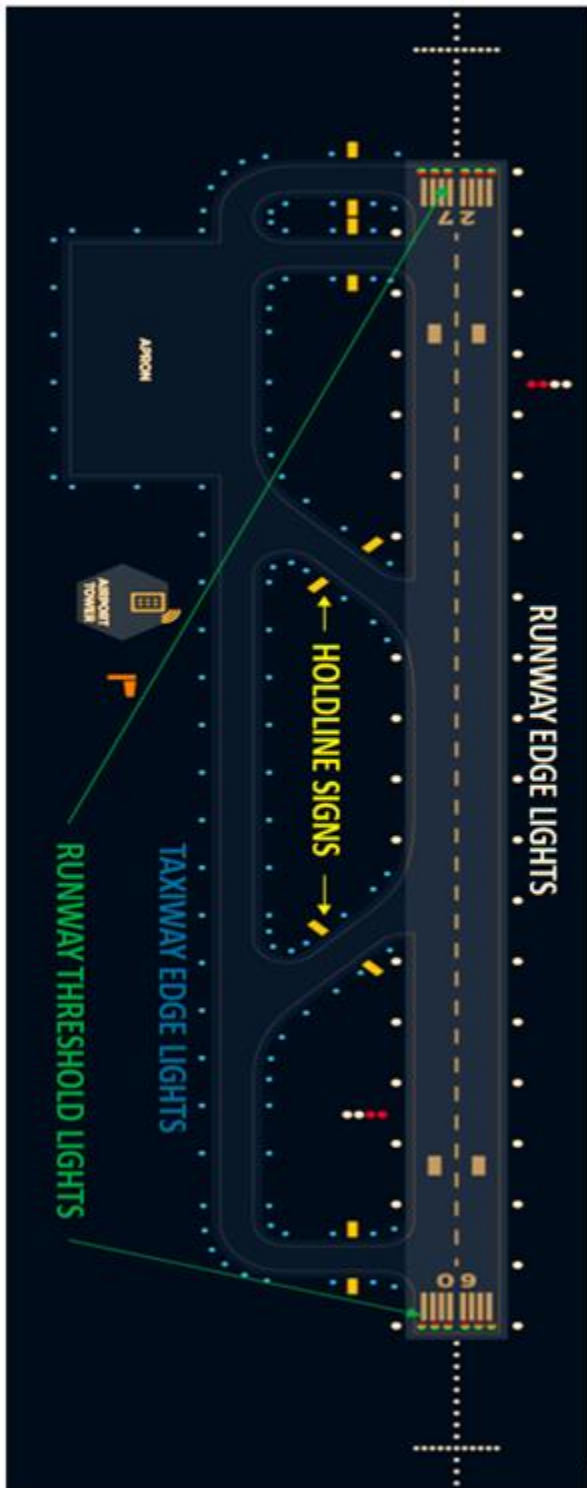 RUNWAY EDGE LIGHTS
27
09
HOLDLINE SIGNS
TAXIWAY EDGE LIGHTS
APRON
AIRPORT
TOWER
RUNWAY THRESHOLD LIGHTS